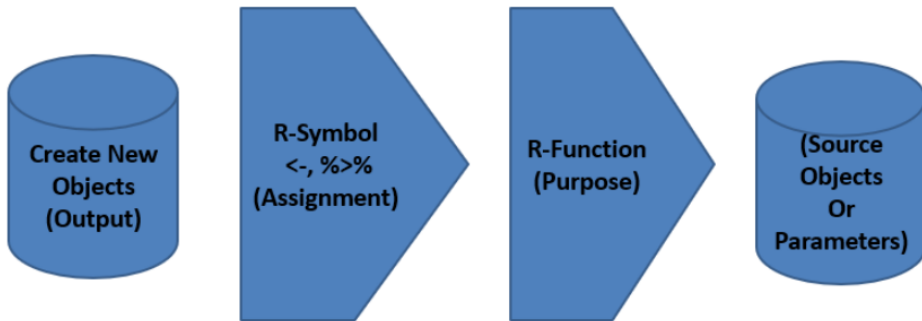 Create New
Objects
(Output)
R-Symbol
<-, %>%
(Assignment)
R-Function
(Purpose)
(Source
Objects
Or
Parameters)